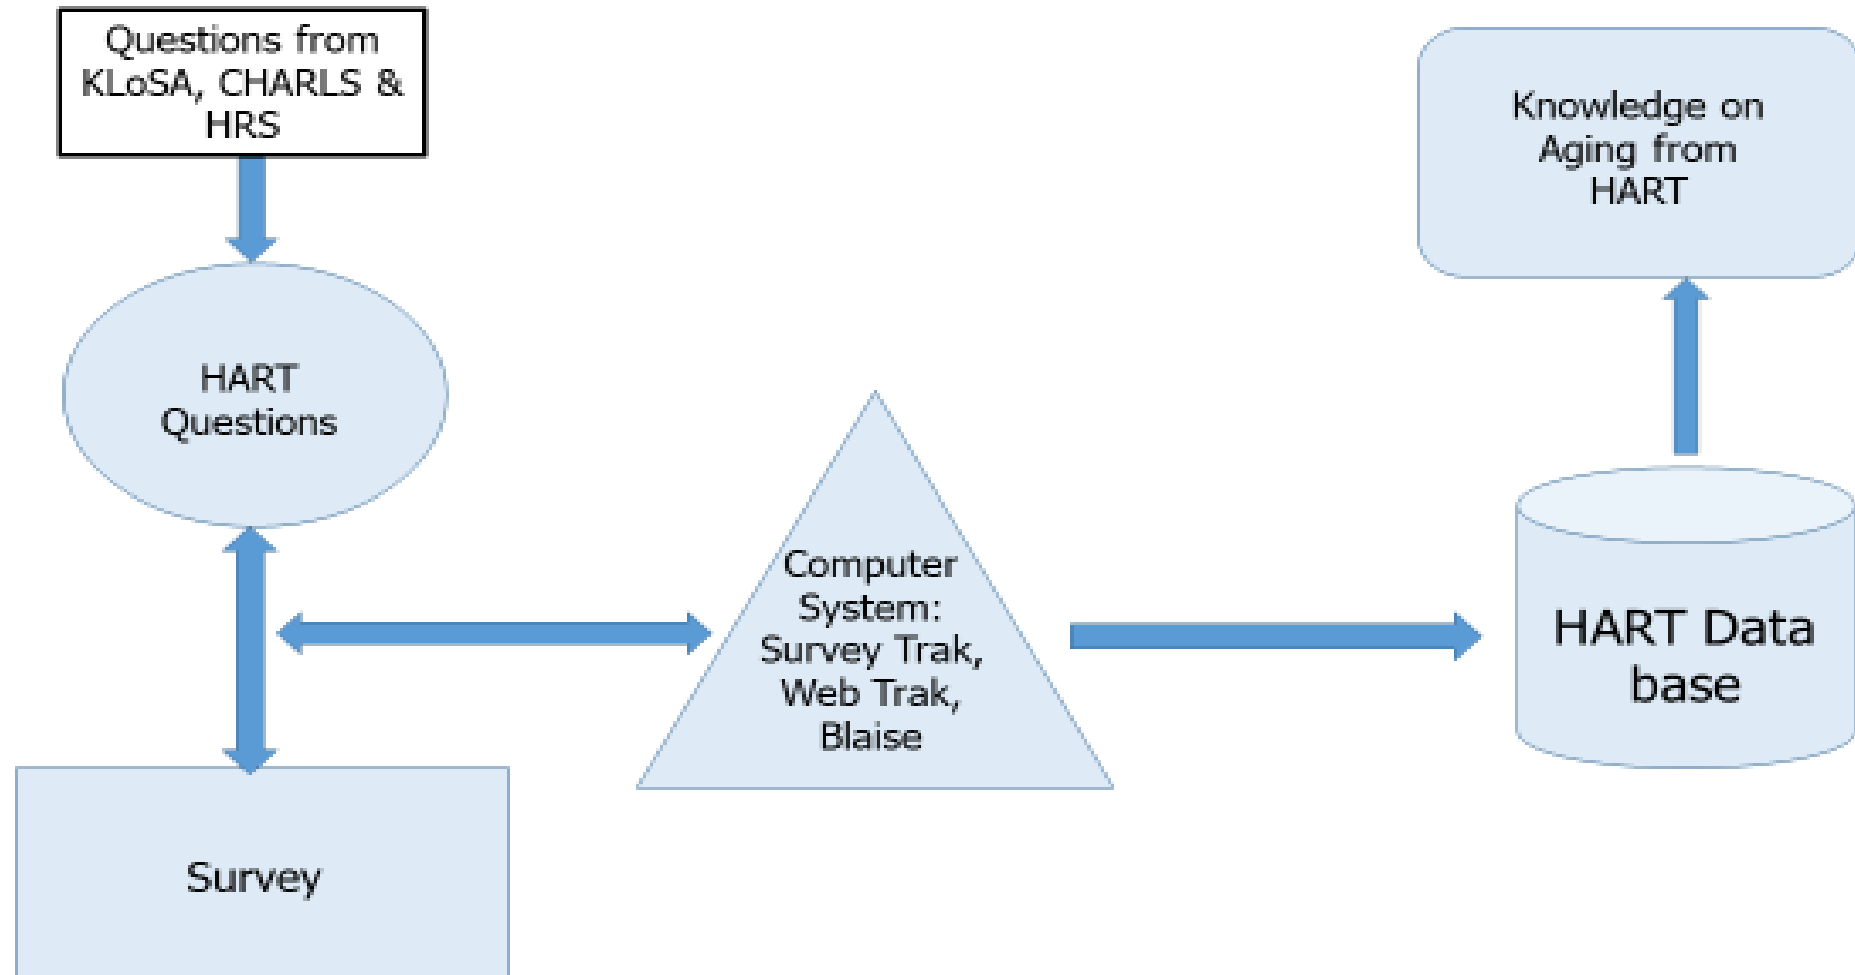 Questions from
KLoSA, CHARLS &
HRS
Knowledge on
Aging from
HART
HART
Questions
Computer
System:
Survey Trak,
Web Trak,
Blaise
HART Data
base
Survey